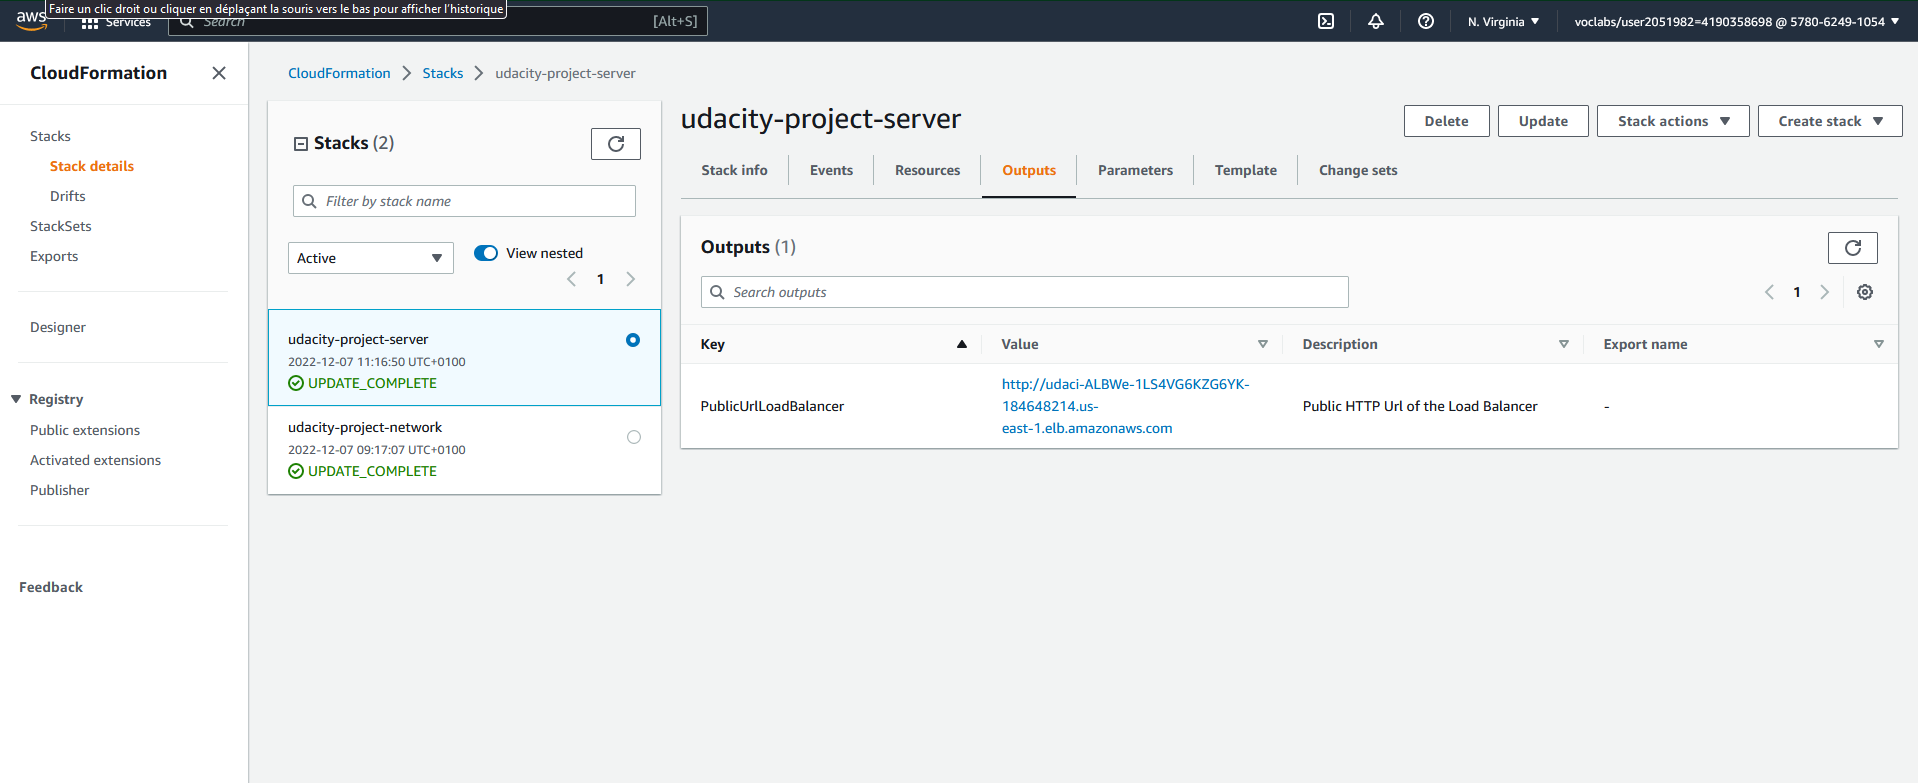 Faire un clic droit ou cliquer en déplaçant la souris vers le bas pour afficher l'historique
aws
Services
Search
[Alt+S]
N. Virginia
voclabs/user2051982=4190358698 @ 5780-6249-1054
CloudFormation
Stacks
Stack details
Drifts
StackSets
Exports
Designer
Registry
Public extensions
Activated extensions
Publisher
Feedback
CloudFormation
Stacks
udacity-project-server
Stacks (2)
Filter by stack name
Active
View nested
1
udacity-project-server
2022-12-07 11:16:50 UTC+0100
UPDATE_COMPLETE
udacity-project-network
2022-12-07 09:17:07 UTC+0100
UPDATE_COMPLETE
udacity-project-server
Delete
Update
Stack actions
Create stack
Stack info
Events
Resources
Outputs
Parameters
Template
Change sets
Outputs (1)
Search outputs
1
Key
Value
Description
Export name
PublicUrlLoadBalancer
http://udaci-ALBWe-1LS4VG6KZG6YK-
184648214.us-
east-1.elb.amazonaws.com
Public HTTP Url of the Load Balancer
-